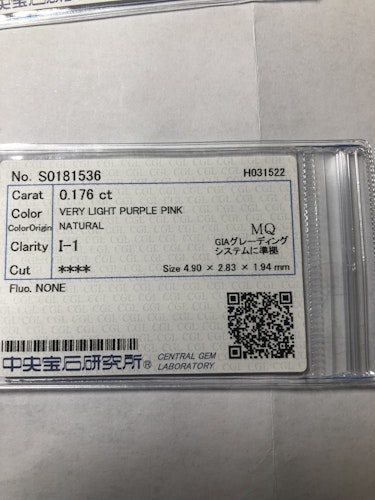 No. S0181536 H031522
Carat 0.176 ct
Color VERY LIGHT PURPLE PINK
ColorOrigin NATURAL
MQ
Clarity I-1
GIAグレーディング
システムに準拠
Cut ****
Size 4.90 × 2.83 × 1.94 mm
Fluo. NONE
中央宝石研究所® CENTRAL GEM
LABORATORY